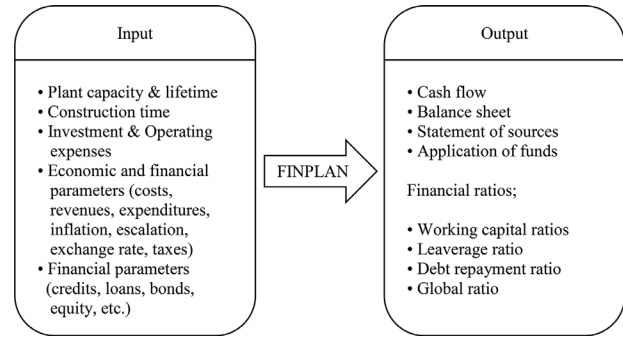 Input
• Plant capacity & lifetime
• Construction time
• Investment & Operating
expenses
• Economic and financial
parameters (costs,
revenues, expenditures,
inflation, escalation,
exchange rate, taxes)
• Financial parameters
(credits, loans, bonds,
equity, etc.)
FINPLAN
Output
• Cash flow
• Balance sheet
• Statement of sources
• Application of funds
Financial ratios;
• Working capital ratios
• Leaverage ratio
• Debt repayment ratio
• Global ratio